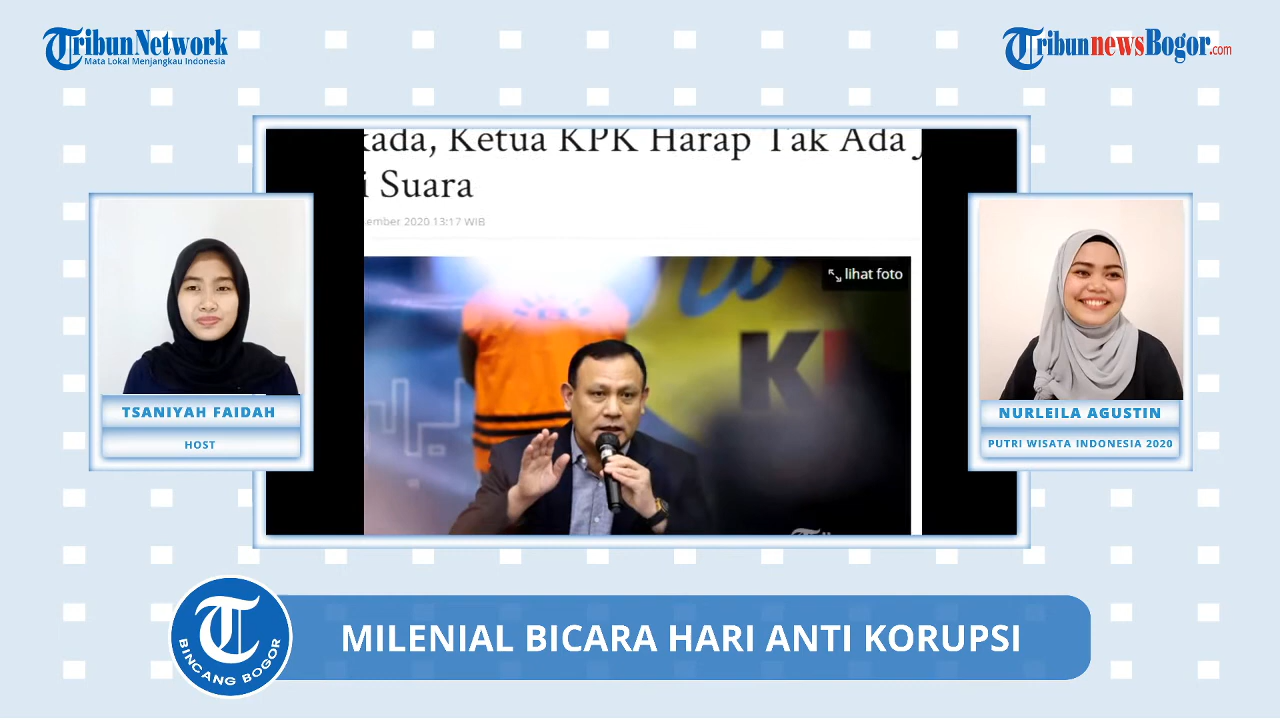 TribunNetwork
Mata Lokal Menjangkau Indonesia
TribunnewsBogor.com
Ketua KPK Harap Tak Ada
Suara
2020 13:17 WIB
lihat foto
TSANIYAH FAIDAH
HOST
NURLEILA AGUSTIN
PUTRI WISATA INDONESIA 2020
T
BINCANG BOGOR
MILENIAL BICARA HARI ANTI KORUPSI